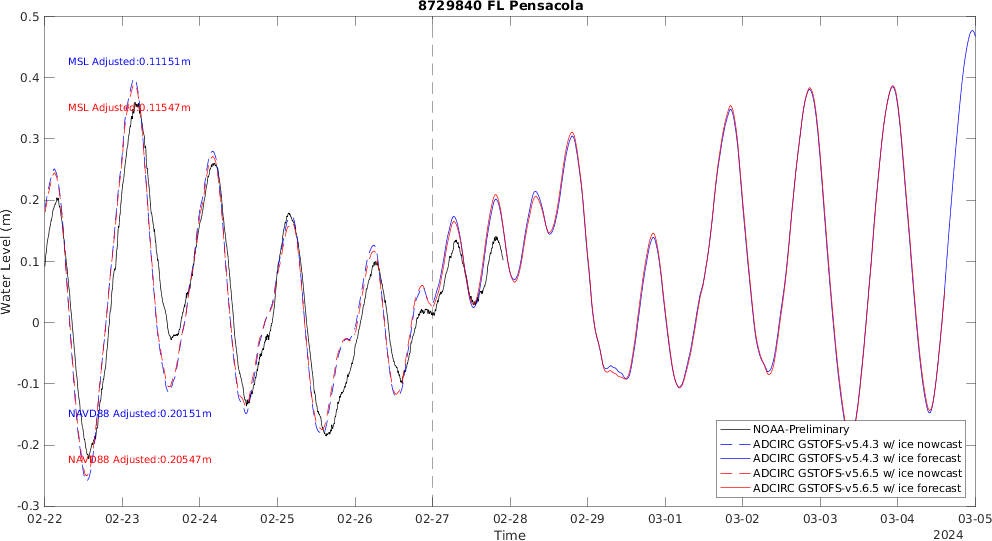 8729840 FL Pensacola
0.5
0.4
0.3
0.2
0.1
0
-0.1
-0.2
-0.3
Water Level (m)
MSL Adjusted:0.11151m
MSL Adjusted:0.11547m
NAVD88 Adjusted:0.20151m
NAVD88 Adjusted:0.20547m
NOAA-Preliminary
ADCIRC GSTOFS-v5.4.3 w/ ice nowcast
ADCIRC GSTOFS-v5.4.3 w/ ice forecast
ADCIRC GSTOFS-v5.6.5 w/ ice nowcast
ADCIRC GSTOFS-v5.6.5 w/ ice forecast
02-22 02-23 02-24 02-25 02-26 02-27 02-28 02-29 03-01 03-02 03-03 03-04 03-05
Time
2024